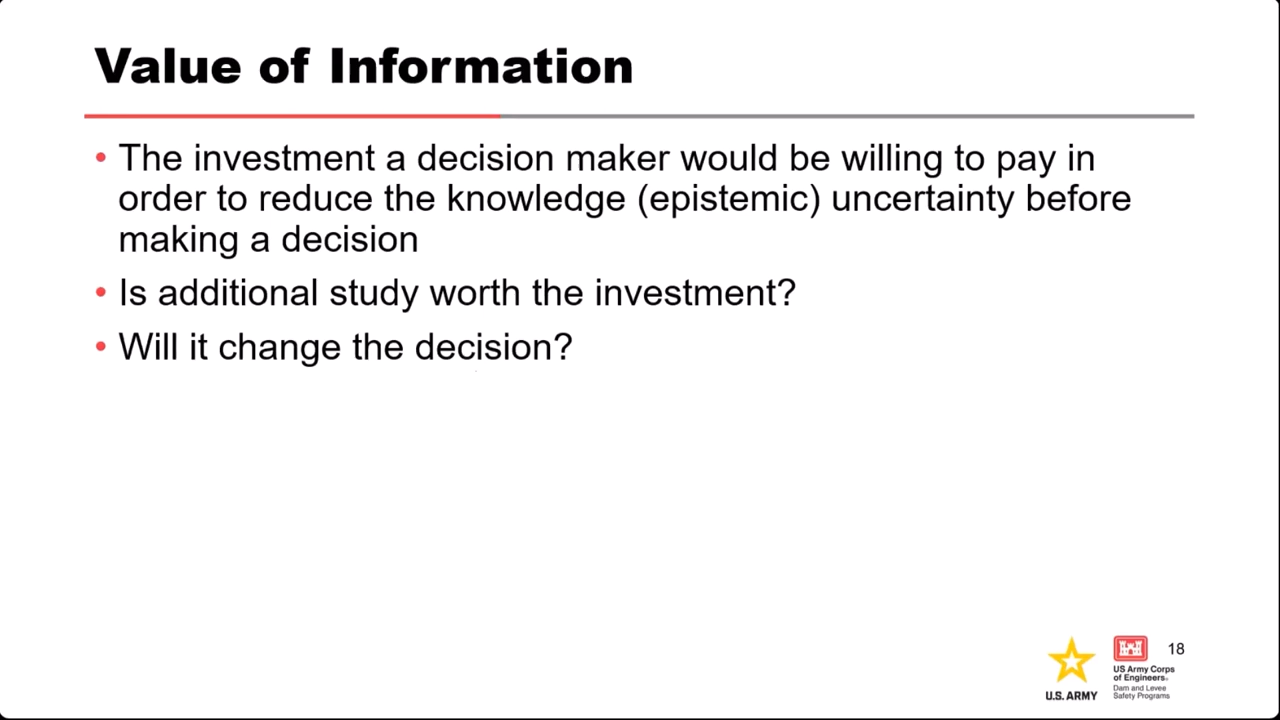 Value of Information
• The investment a decision maker would be willing to pay in
order to reduce the knowledge (epistemic) uncertainty before
making a decision
• Is additional study worth the investment?
• Will it change the decision?
U.S. ARMY
US Army Corps
of Engineers®
Dam and Levee
Safety Programs
18